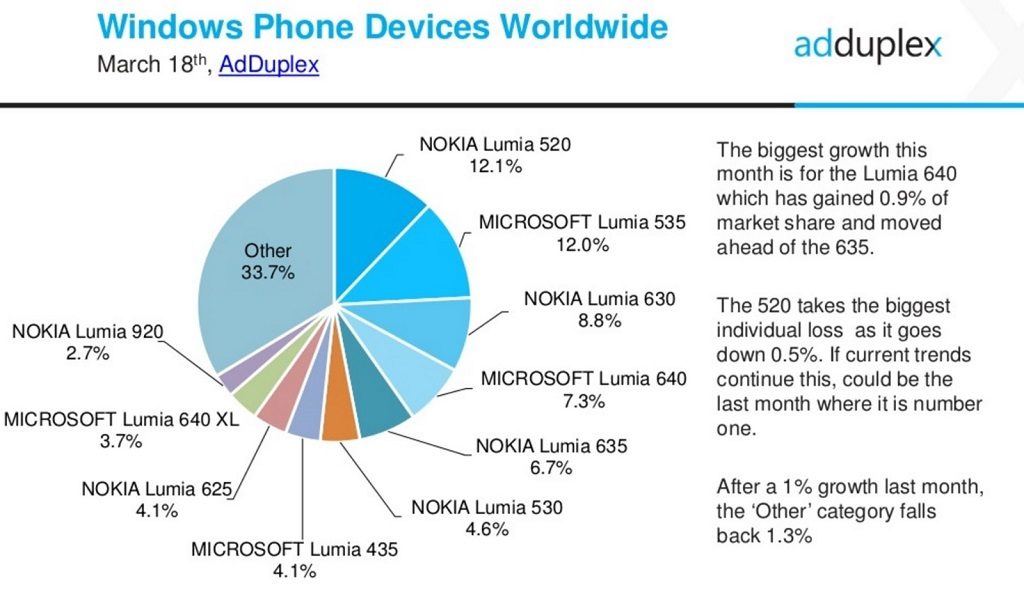 Windows Phone Devices Worldwide
March 18th, AdDuplex
adduplex
NOKIA Lumia 520
12.1%
MICROSOFT Lumia 535
12.0%
NOKIA Lumia 630
8.8%
MICROSOFT Lumia 640
7.3%
NOKIA Lumia 635
6.7%
NOKIA Lumia 530
4.6%
MICROSOFT Lumia 435
4.1%
NOKIA Lumia 625
4.1%
MICROSOFT Lumia 640 XL
3.7%
NOKIA Lumia 920
2.7%
Other
33.7%
The biggest growth this
month is for the Lumia 640
which has gained 0.9% of
market share and moved
ahead of the 635.
The 520 takes the biggest
individual loss as it goes
down 0.5%. If current trends
continue this, could be the
last month where it is number
one.
After a 1% growth last month,
the ‘Other’ category falls
back 1.3%